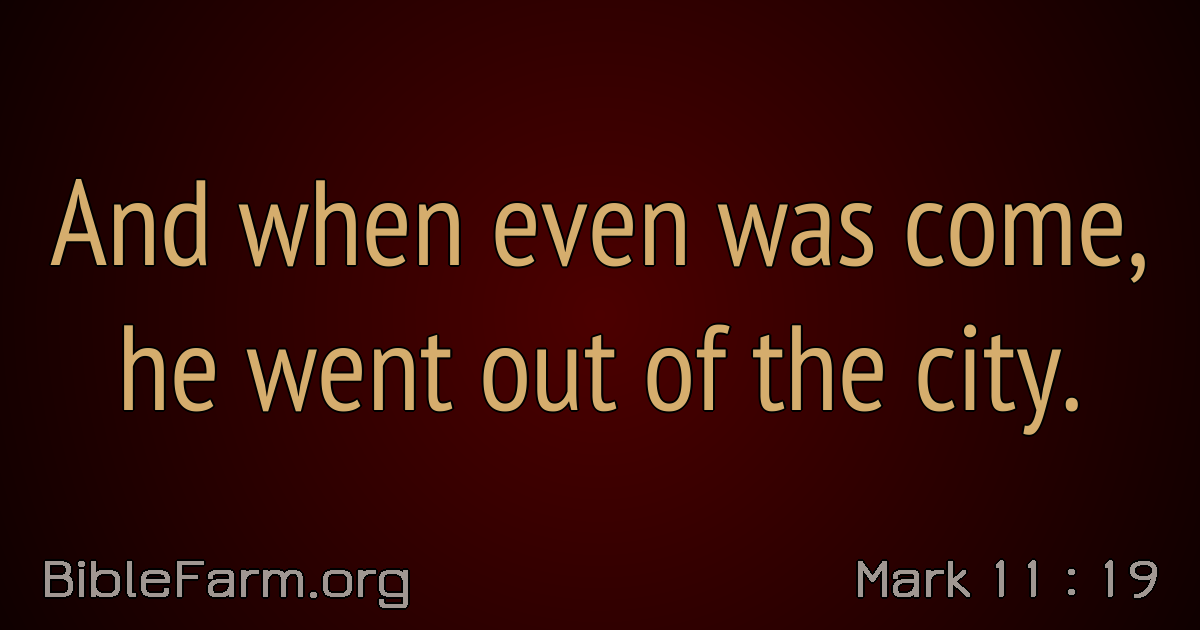 And when even was come,
he went out of the city.
BibleFarm.org
Mark 11 : 19